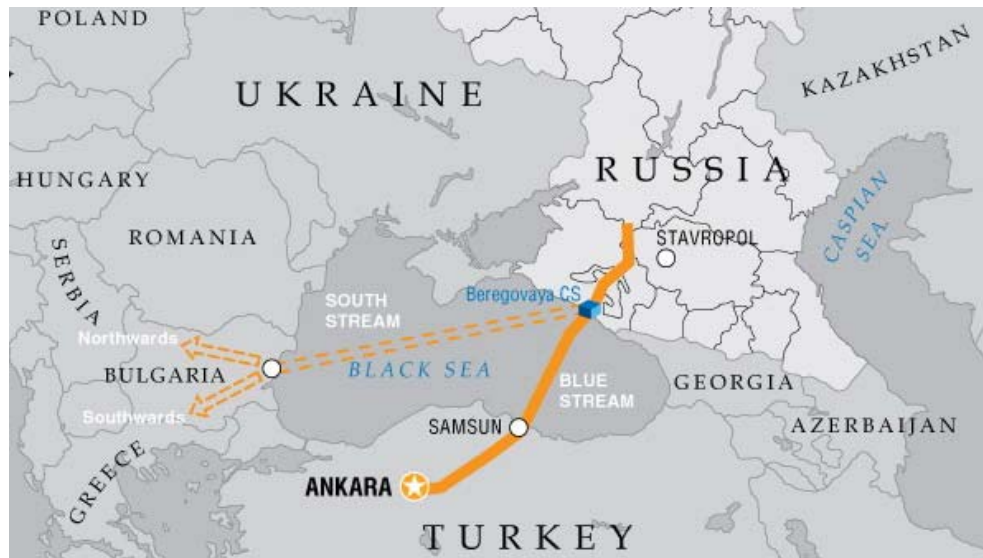 POLAND
UKRAINE
KAZAKHSTAN
HUNGARY
RUSSIA
CASPIAN
SEA
ROMANIA
STAVROPOL
SERBIA
SOUTH
STREAM
Beregovaya CS
Northwards
BULGARIA
BLACK SEA
BLUE
STREAM
GEORGIA
Southwards
SAMSUN
AZERBAIJAN
GREECE
ANKARA
TURKEY